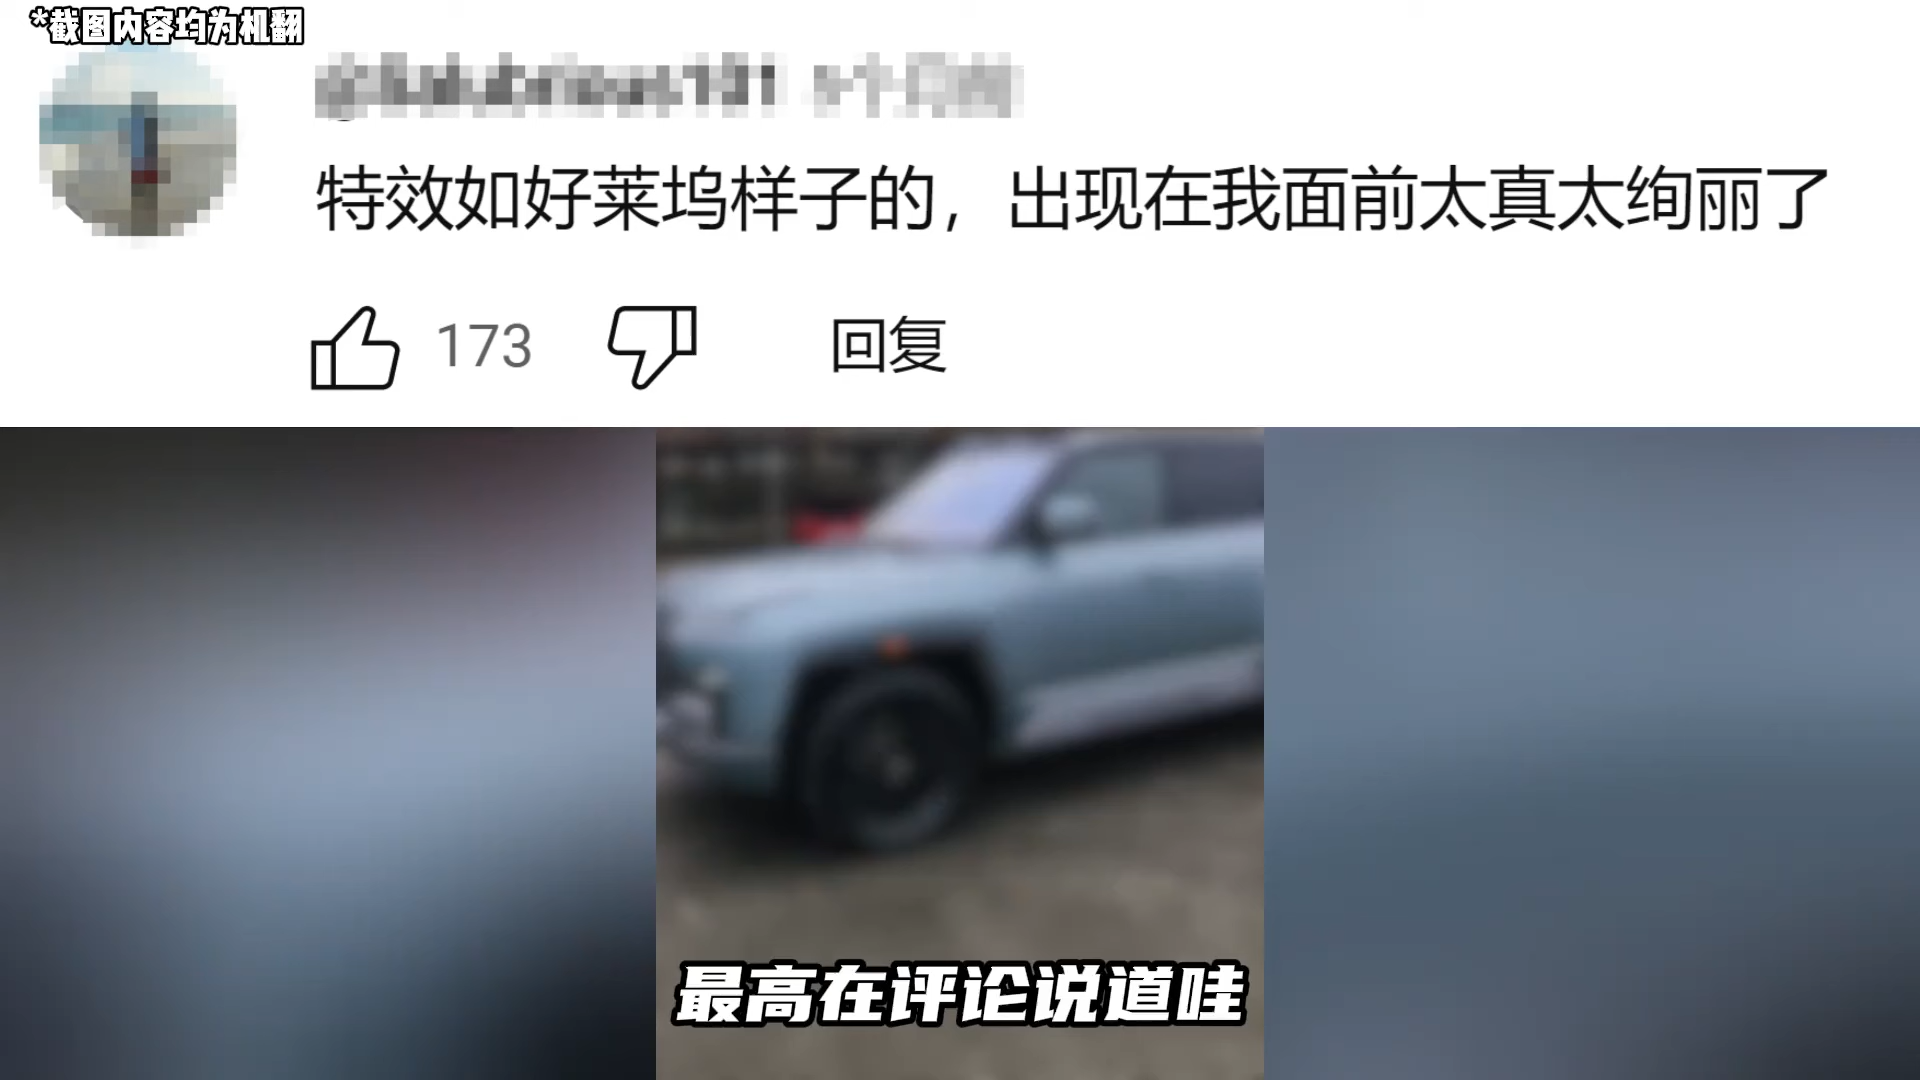 *截图内容均为机翻
特效如好莱坞样子的，出现在我面前太真太绚丽了
173
回复
最高在评论说道哇